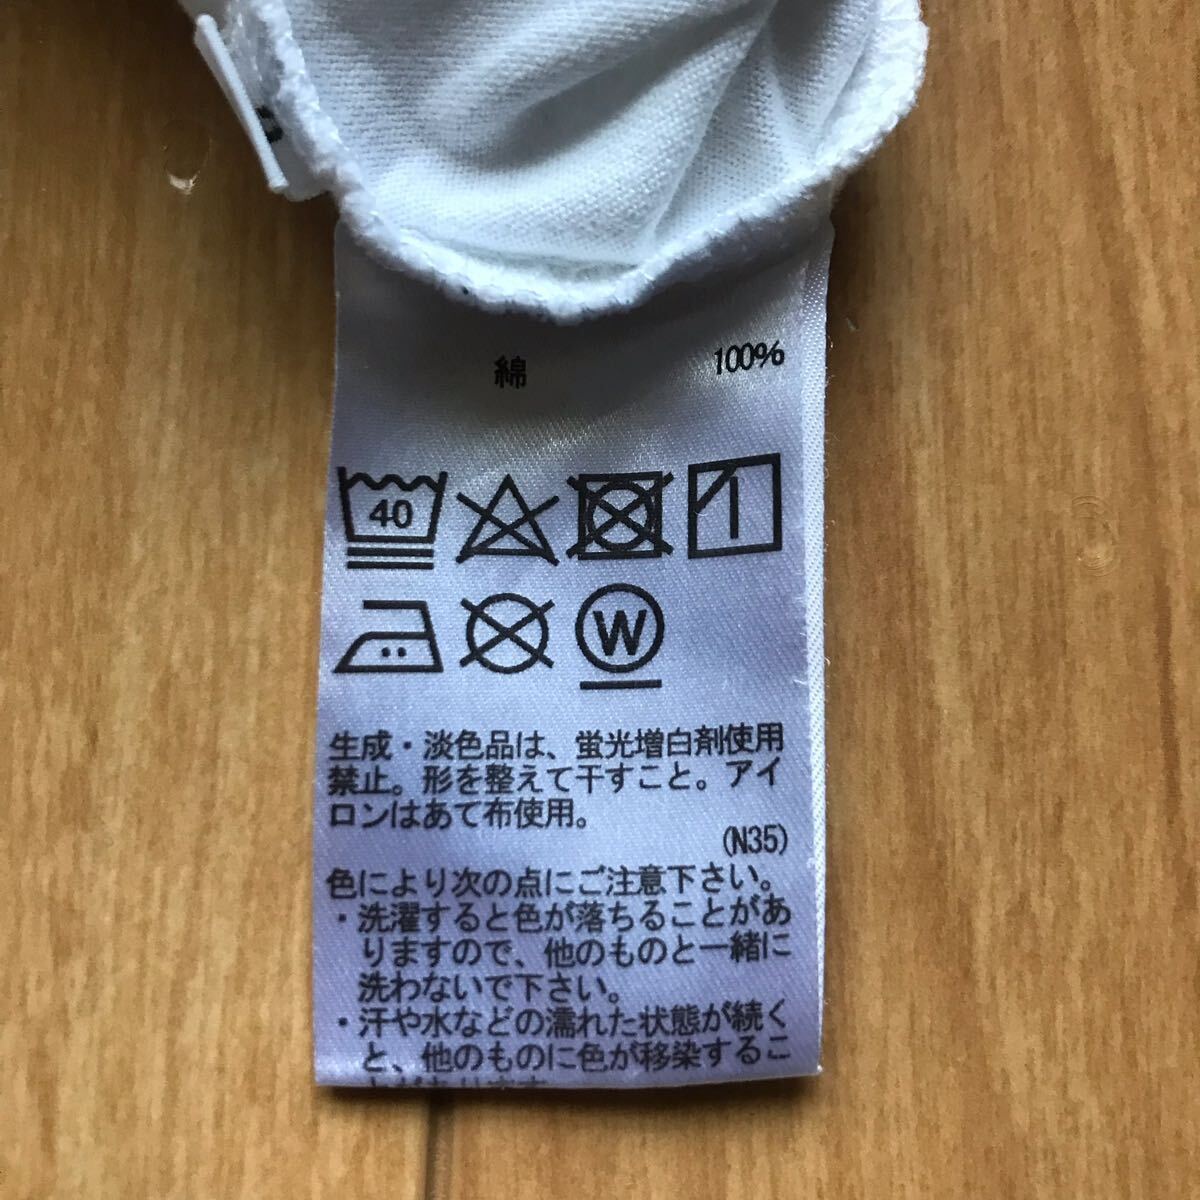 綿 100%
40
W
生成・淡色品は、蛍光増白剤使用
禁止。形を整えて干すこと。アイ
ロンはあて布使用。
(N35)
色により次の点にご注意下さい。
・洗濯すると色が落ちることがあ
りますので、他のものと一緒に
洗わないで下さい。
・汗や水などの濡れた状態が続く
と、他のものに色が移染するこ
とがあります